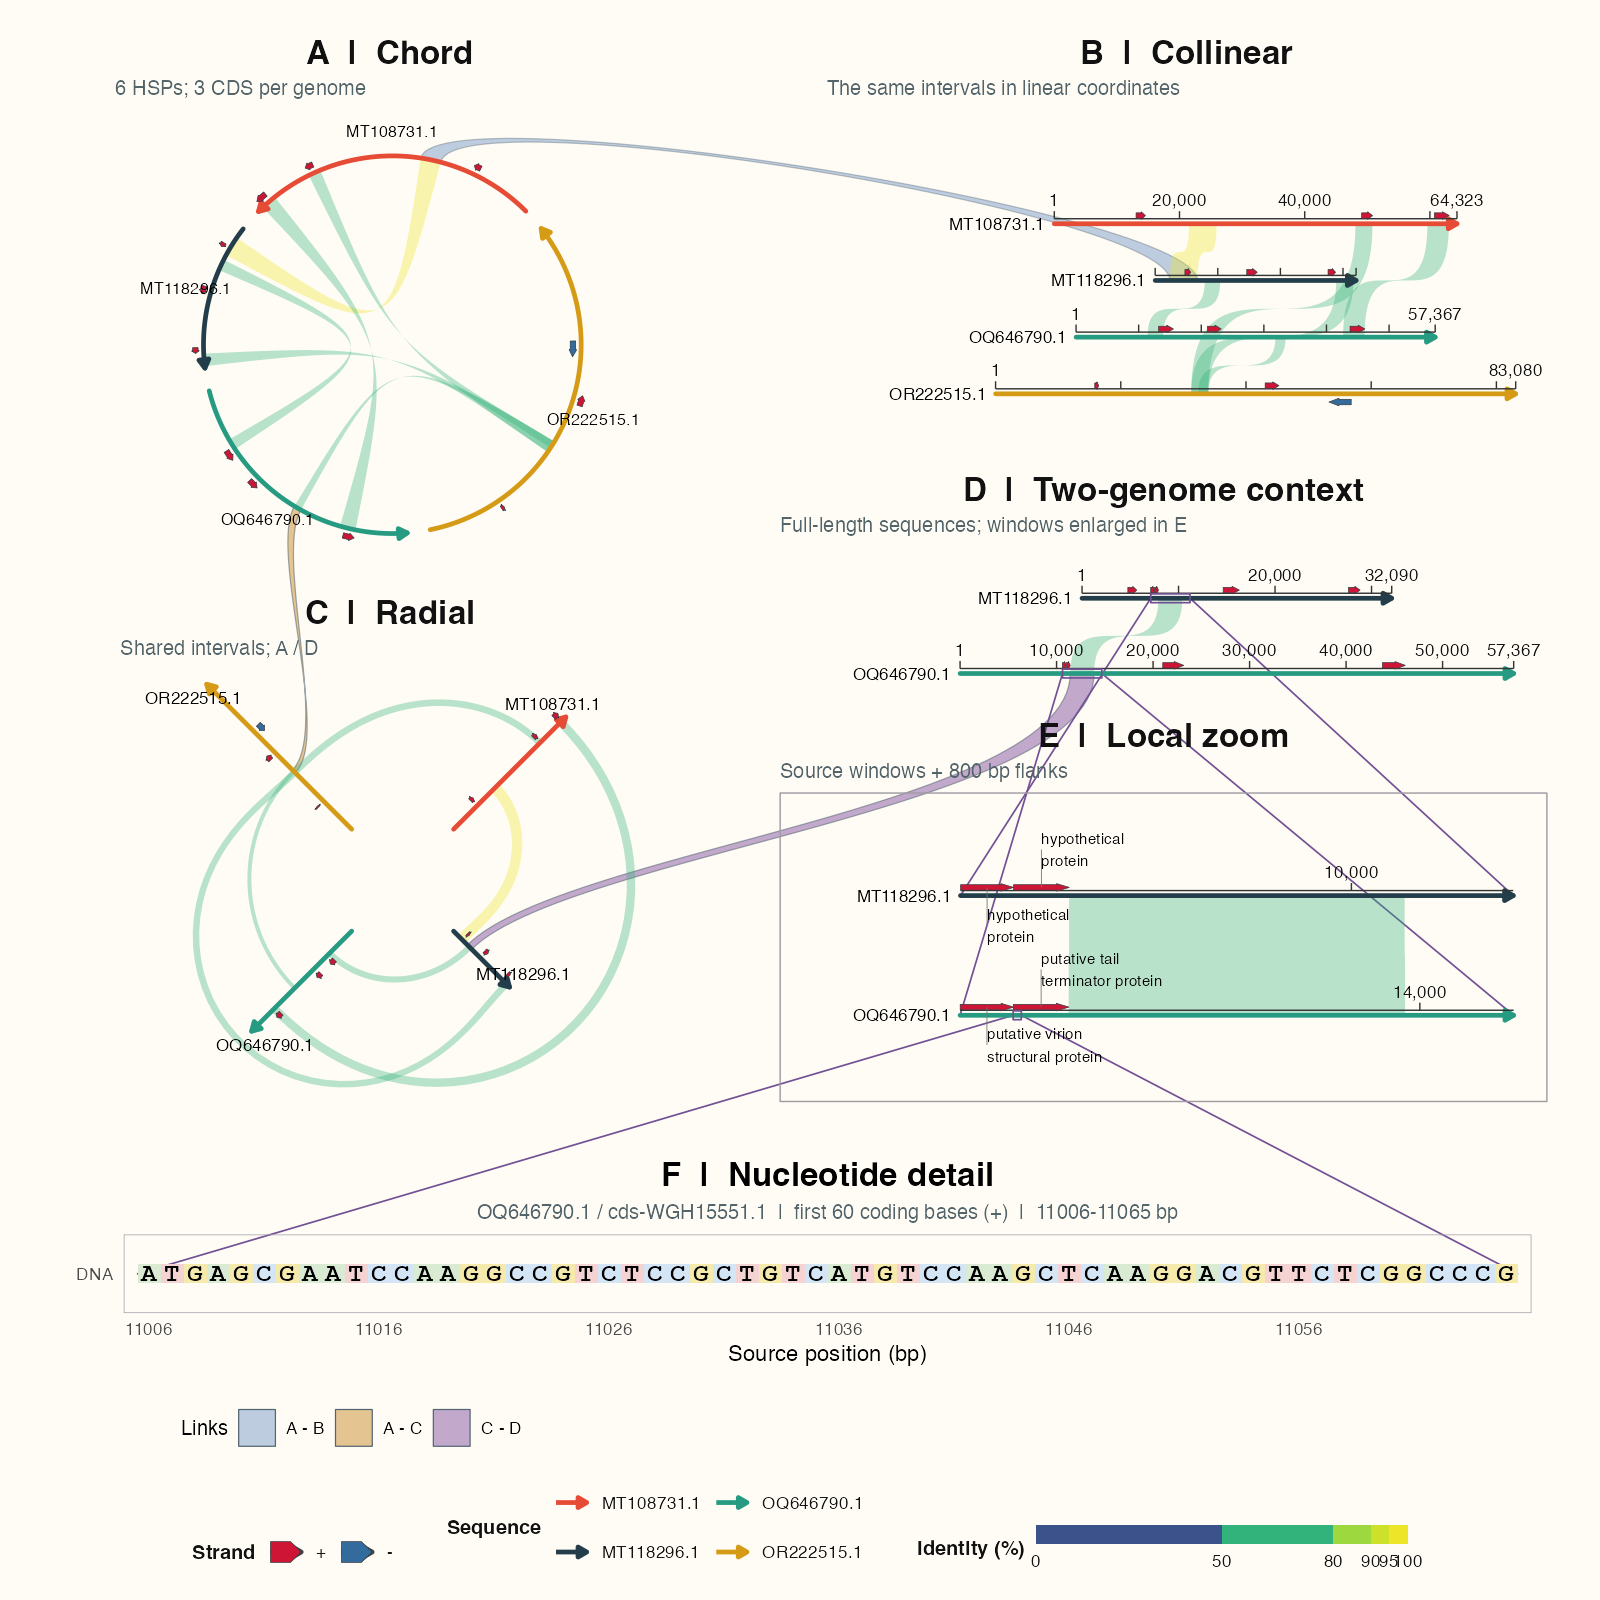 A | Chord
6 HSPs; 3 CDS per genome
MT108731.1
MT118296.1
OR222515.1
OQ646790.1
B | Collinear
The same intervals in linear coordinates
1 20,000 40,000 64,323
MT108731.1
MT118296.1
1 57,367
OQ646790.1
1 83,080
OR222515.1
C | Radial
Shared intervals; A / D
OR222515.1
MT108731.1
MT118296.1
OQ646790.1
D | Two-genome context
Full-length sequences; windows enlarged in E
1 20,000 32,090
MT118296.1
1 10,000 20,000 30,000 40,000 50,000 57,367
OQ646790.1
E | Local zoom
Source windows + 800 bp flanks
hypothetical
protein
10,000
MT118296.1
hypothetical
protein
putative tail
terminator protein
14,000
OQ646790.1
putative virion
structural protein
F | Nucleotide detail
OQ646790.1 / cds-WGH15551.1 | first 60 coding bases (+) | 11006-11065 bp
DNA ATGAGCGAATCCAAGGCCGTCTCCGCTGTCATGTCCAAGCTCAAGGACGTTCTCGGCCCG
11006 11016 11026 11036 11046 11056
Source position (bp)
Links A - B A - C C - D
Strand + -
Sequence
MT108731.1 OQ646790.1
MT118296.1 OR222515.1
Identity (%)
0 50 80 90 95 100